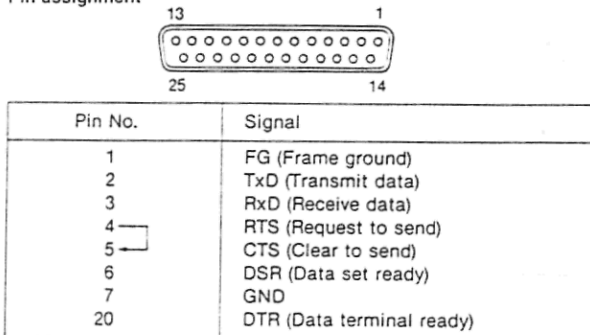 Pin assignment
13 1
25 14
Pin No. Signal
1 FG (Frame ground)
2 TxD (Transmit data)
3 RxD (Receive data)
4 RTS (Request to send)
5 CTS (Clear to send)
6 DSR (Data set ready)
7 GND
20 DTR (Data terminal ready)